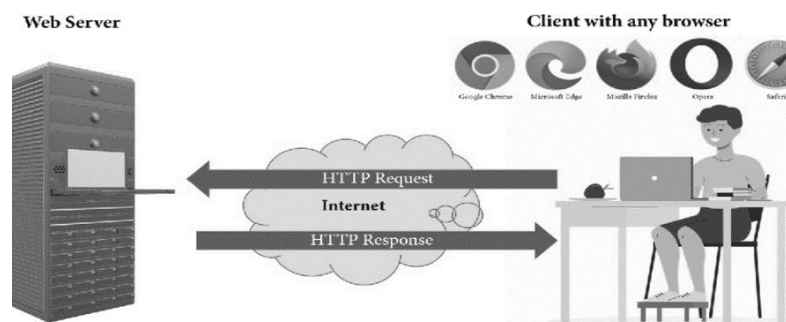 Web Server
Client with any browser
Google Chrome
Microsoft Edge
Mozilla Firefox
Opera
Safari
HTTP Request
Internet
HTTP Response